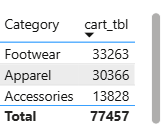 Category cart_tbl
Footwear 33263
Apparel 30366
Accessories 13828
Total 77457